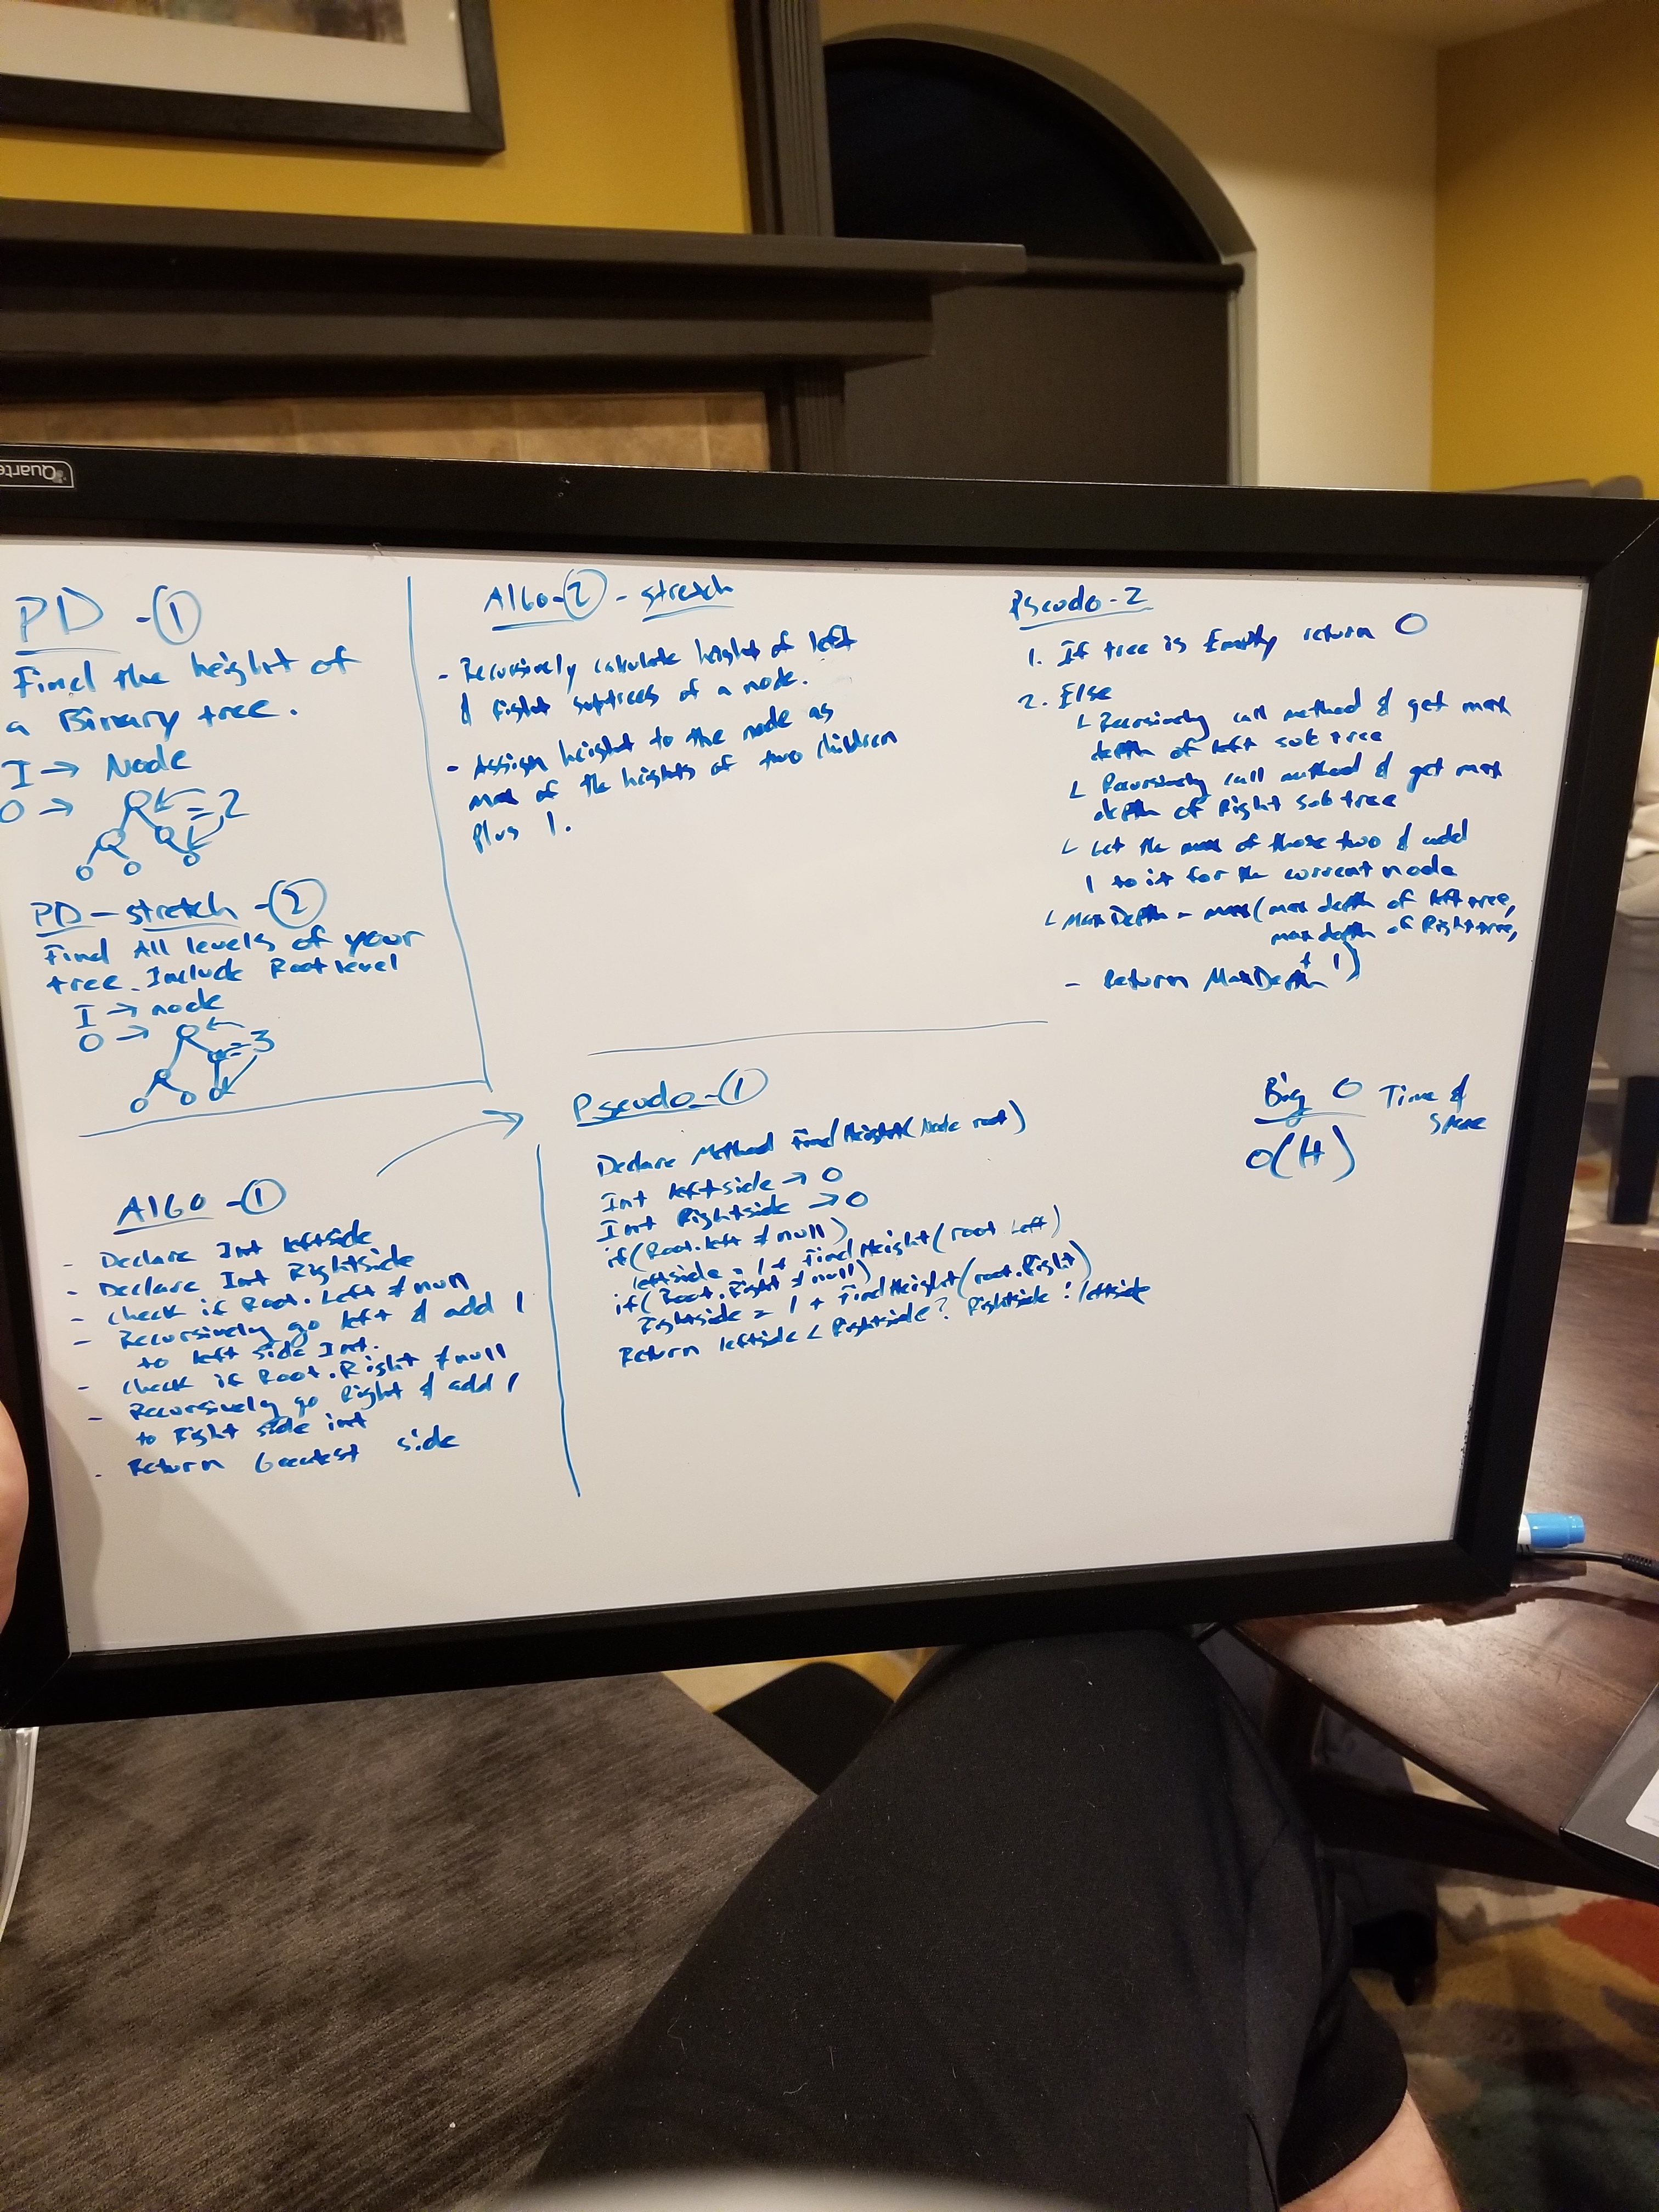 Quarte
PD - 1
Find the height of
a Binary tree.
I → Node
O → = 2
PD - stretch - 2
Find All levels of your
tree. Include Root level
I → node
O → = 3
Algo - 1
- Declare Int leftside
- Declare Int Rightside
- check if Root.Left ≠ null
- Recursively go left & add 1
to left side Int.
- check if Root.Right ≠ null
- Recursively go Right & add 1
to Right side int
- Return Greatest side
Algo - 2 - stretch
- Recursively calculate height of left
& right subtrees of a node.
- Assign height to the node as
max of the heights of two children
plus 1.
Pseudo - 1
Declare Method FindHeight(Node root)
Int leftside → 0
Int Rightside → 0
if(Root.left ≠ null)
leftside = 1 + FindHeight(root.Left)
if(Root.Right ≠ null)
Rightside = 1 + FindHeight(root.Right)
Return leftside < Rightside ? Rightside : leftside
Pseudo - 2
1. If tree is Empty return 0
2. Else
L Recursively call method & get max
depth of left sub tree
L Recursively call method & get max
depth of Right sub tree
L Let the max of those two & add
1 to it for the current node
L MaxDepth = max(max depth of left tree,
max depth of Right tree,
+ 1)
- Return MaxDepth
Big O Time &
Space
O(H)